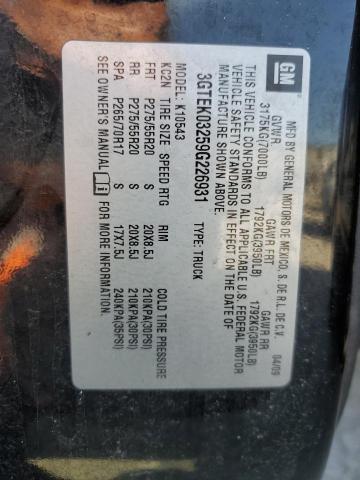 GM
MFD BY GENERAL MOTORS DE MEXICO, S. DE R.L. DE C.V. 04/09
GVWR GAWR FRT GAWR RR
3175KG(7000LB) 1792KG(3950LB) 1792KG(3950LB)
THIS VEHICLE CONFORMS TO ALL APPLICABLE U.S. FEDERAL MOTOR
VEHICLE SAFETY STANDARDS IN EFFECT ON THE DATE OF
MANUFACTURE SHOWN ABOVE.
3GTEK03259G226931 TYPE: TRUCK
MODEL: K10543
KC2N TIRE SIZE SPEED RTG RIM COLD TIRE PRESSURE
FRT P275/55R20 S 20X8.5J 210KPA(30PSI)
RR P275/55R20 S 20X8.5J 210KPA(30PSI)
SPA P265/70R17 S 17X7.5J 240KPA(35PSI)
SEE OWNER'S MANUAL i FOR MORE INFORMATION.